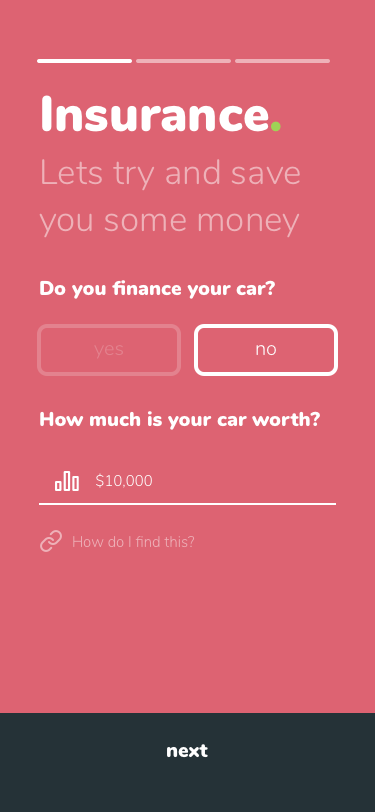 Insurance.
Lets try and save
you some money
Do you finance your car?
yes no
How much is your car worth?
$10,000
How do I find this?
next